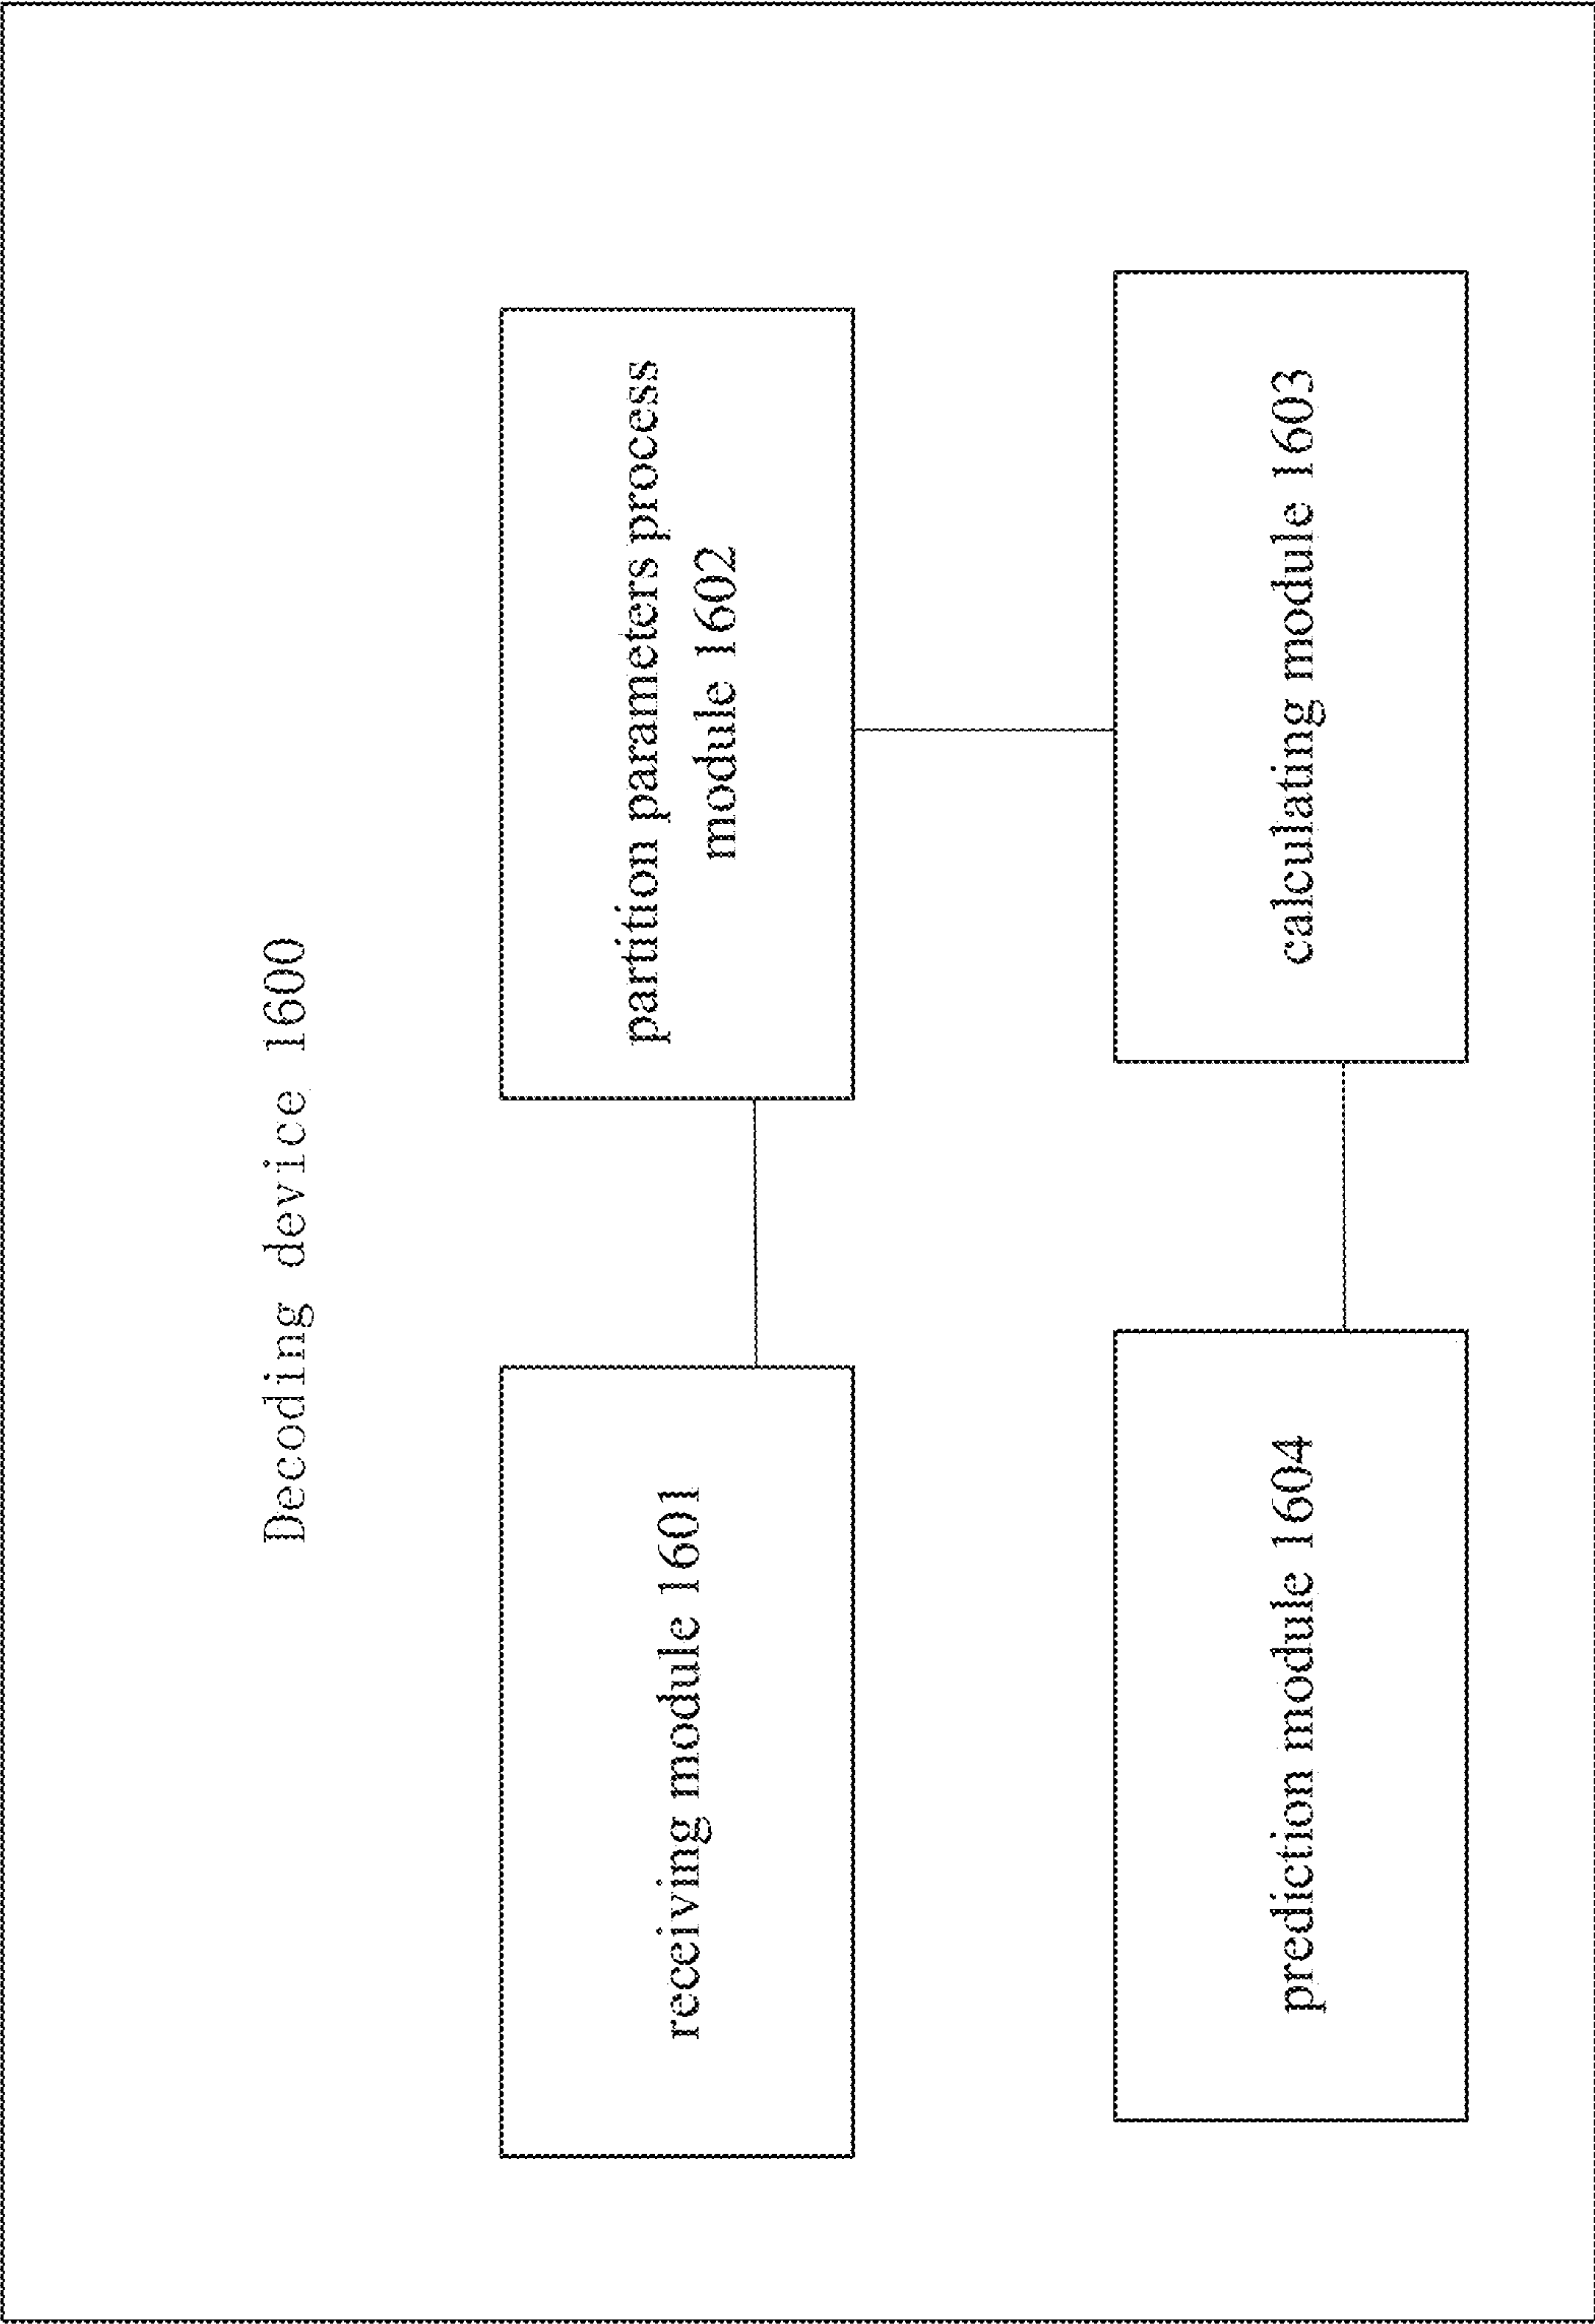 Decoding device 1600
receiving module 1601
partition parameters process
module 1602
prediction module 1604
calculating module 1603